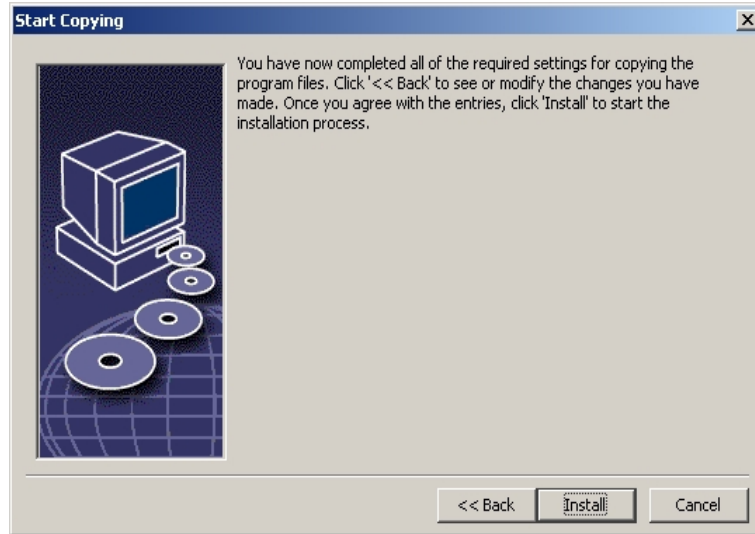 Start Copying
You have now completed all of the required settings for copying the
program files. Click '<< Back' to see or modify the changes you have
made. Once you agree with the entries, click 'Install' to start the
installation process.
<< Back Install Cancel